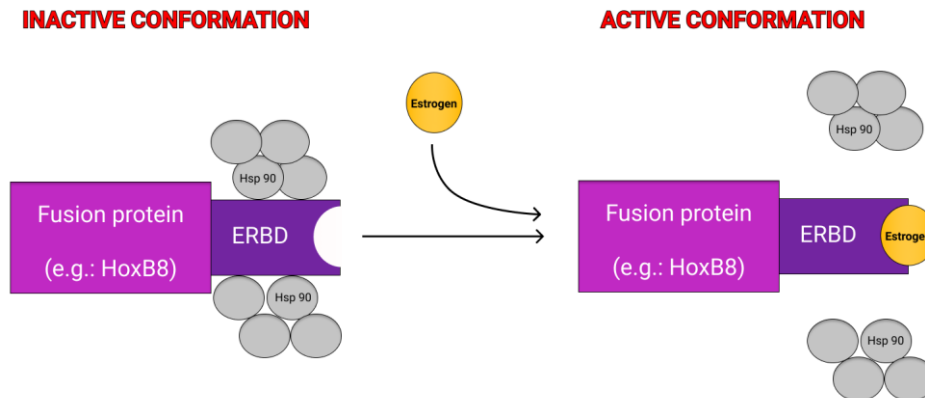 INACTIVE CONFORMATION
ACTIVE CONFORMATION
Estrogen
Hsp 90
Fusion protein
(e.g.: HoxB8)
ERBD
Hsp 90
Hsp 90
Fusion protein
(e.g.: HoxB8)
ERBD
Estroge
Hsp 90